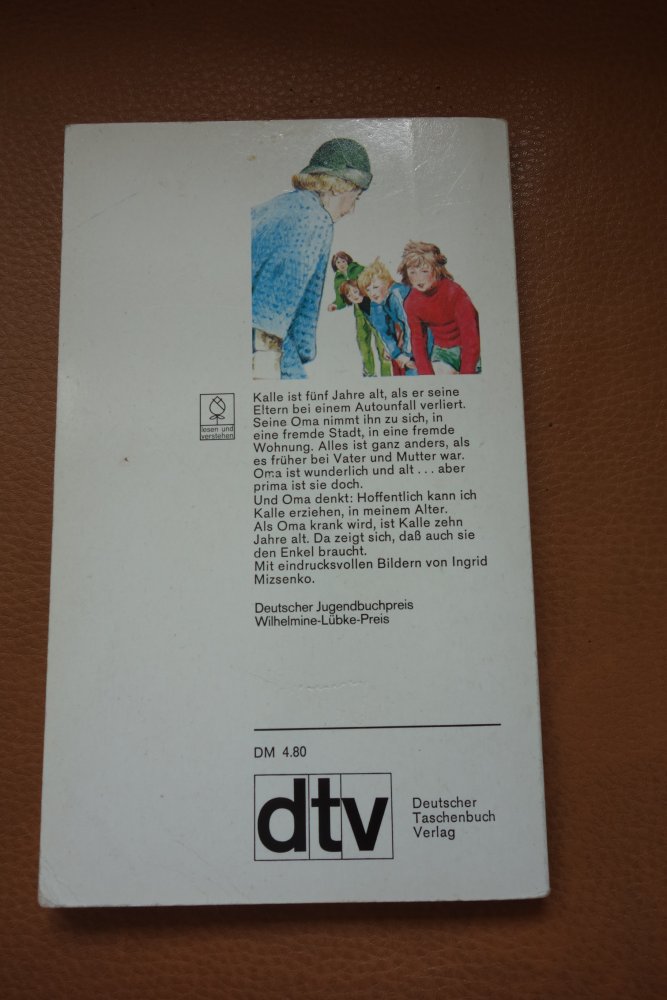 Kalle ist fünf Jahre alt, als er seine
Eltern bei einem Autounfall verliert.
Seine Oma nimmt ihn zu sich, in
eine fremde Stadt, in eine fremde
Wohnung. Alles ist ganz anders, als
es früher bei Vater und Mutter war.
Oma ist wunderlich und alt . . . aber
prima ist sie doch.
Und Oma denkt: Hoffentlich kann ich
Kalle erziehen, in meinem Alter.
Als Oma krank wird, ist Kalle zehn
Jahre alt. Da zeigt sich, daß auch sie
den Enkel braucht.
Mit eindrucksvollen Bildern von Ingrid
Mizsenko.
lesen und
verstehen
Deutscher Jugendbuchpreis
Wilhelmine-Lübke-Preis
DM 4.80
dtv
Deutscher
Taschenbuch
Verlag